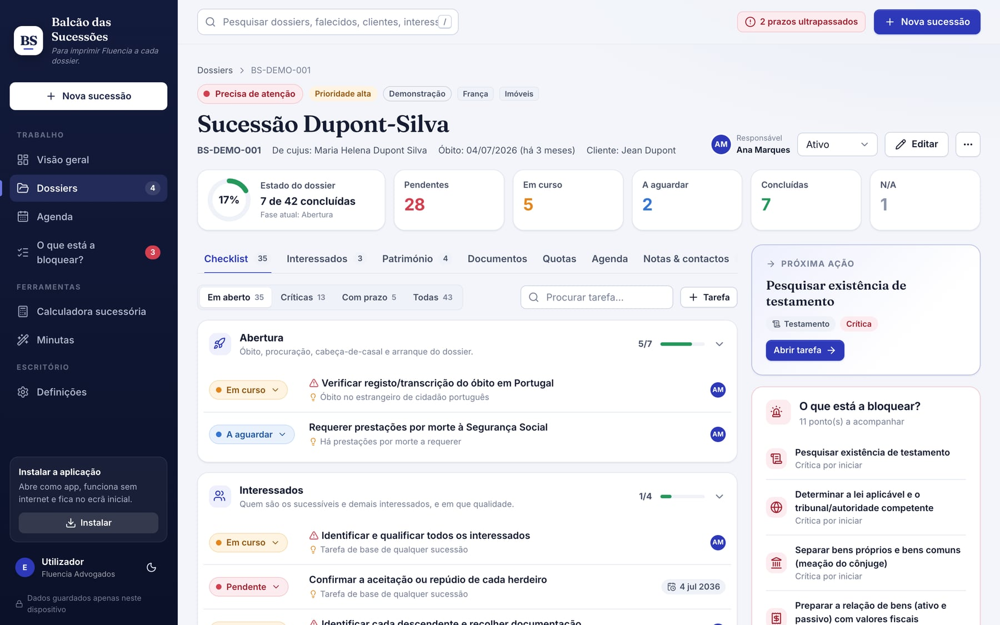 BS
Balcão das
Sucessões
Para imprimir Fluencia a cada
dossier.
Nova sucessão
TRABALHO
Visão geral
Dossiers 4
Agenda
O que está a
bloquear? 3
FERRAMENTAS
Calculadora sucessória
Minutas
ESCRITÓRIO
Definições
Instalar a aplicação
Abre como app, funciona sem
internet e fica no ecrã inicial.
Instalar
E
Utilizador
Fluencia Advogados
Dados guardados apenas neste
dispositivo
Pesquisar dossiers, falecidos, clientes, interess /
2 prazos ultrapassados
Nova sucessão
Dossiers > BS-DEMO-001
Precisa de atenção Prioridade alta Demonstração França Imóveis
Sucessão Dupont-Silva
BS-DEMO-001 De cujus: Maria Helena Dupont Silva Óbito: 04/07/2026 (há 3 meses) Cliente: Jean Dupont
AM
Responsável
Ana Marques
Ativo
Editar
...
17%
Estado do dossier
7 de 42 concluídas
Fase atual: Abertura
Pendentes
28
Em curso
5
A aguardar
2
Concluídas
7
N/A
1
Checklist 35 Interessados 3 Património 4 Documentos Quotas Agenda Notas & contactos
Em aberto 35 Críticas 13 Com prazo 5 Todas 43
Procurar tarefa...
Tarefa
Abertura
Óbito, procuração, cabeça-de-casal e arranque do dossier.
5/7
Em curso
Verificar registo/transcrição do óbito em Portugal
Óbito no estrangeiro de cidadão português
AM
A aguardar
Requerer prestações por morte à Segurança Social
Há prestações por morte a requerer
AM
Interessados
Quem são os sucessíveis e demais interessados, e em que qualidade.
1/4
Em curso
Identificar e qualificar todos os interessados
Tarefa de base de qualquer sucessão
AM
Pendente
Confirmar a aceitação ou repúdio de cada herdeiro
Tarefa de base de qualquer sucessão
4 jul 2036
Identificar cada descendente e recolher documentação
PRÓXIMA AÇÃO
Pesquisar existência de
testamento
Testamento Crítica
Abrir tarefa
O que está a bloquear?
11 ponto(s) a acompanhar
Pesquisar existência de testamento
Crítica por iniciar
Determinar a lei aplicável e o
tribunal/autoridade competente
Crítica por iniciar
Separar bens próprios e bens comuns
(meação do cônjuge)
Crítica por iniciar
Preparar a relação de bens (ativo e
passivo) com valores fiscais